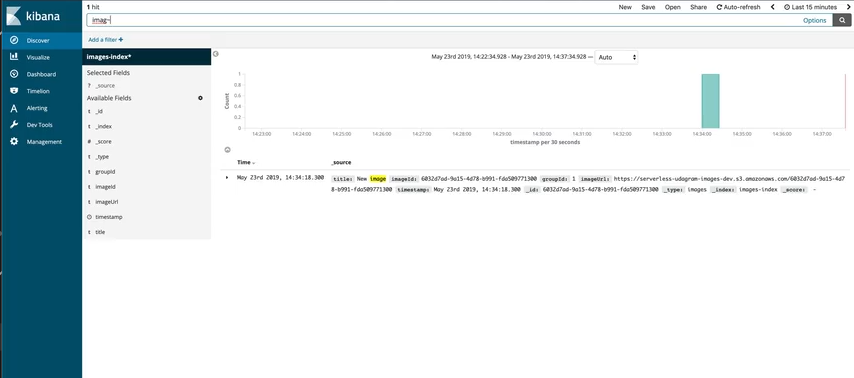 kibana
Discover
Visualize
Dashboard
Timelion
Alerting
Dev Tools
Management
1 hit
New Save Open Share Auto-refresh Last 15 minutes
imag~
Options
Add a filter +
images-index*
Selected Fields
? _source
Available Fields
t _id
t _index
# _score
t _type
t groupId
t imageId
t imageUrl
timestamp
t title
May 23rd 2019, 14:22:34.928 - May 23rd 2019, 14:37:34.928 — Auto
Count
1
0.8
0.6
0.4
0.2
0
14:23:00 14:24:00 14:25:00 14:26:00 14:27:00 14:28:00 14:29:00 14:30:00 14:31:00 14:32:00 14:33:00 14:34:00 14:35:00 14:36:00 14:37:00
timestamp per 30 seconds
Time _source
May 23rd 2019, 14:34:18.300 title: New image imageId: 6032d7ad-9a15-4d78-b991-fda509771300 groupId: 1 imageUrl: https://serverless-udagram-images-dev.s3.amazonaws.com/6032d7ad-9a15-4d7
8-b991-fda509771300 timestamp: May 23rd 2019, 14:34:18.300 _id: 6032d7ad-9a15-4d78-b991-fda509771300 _type: images _index: images-index _score: -